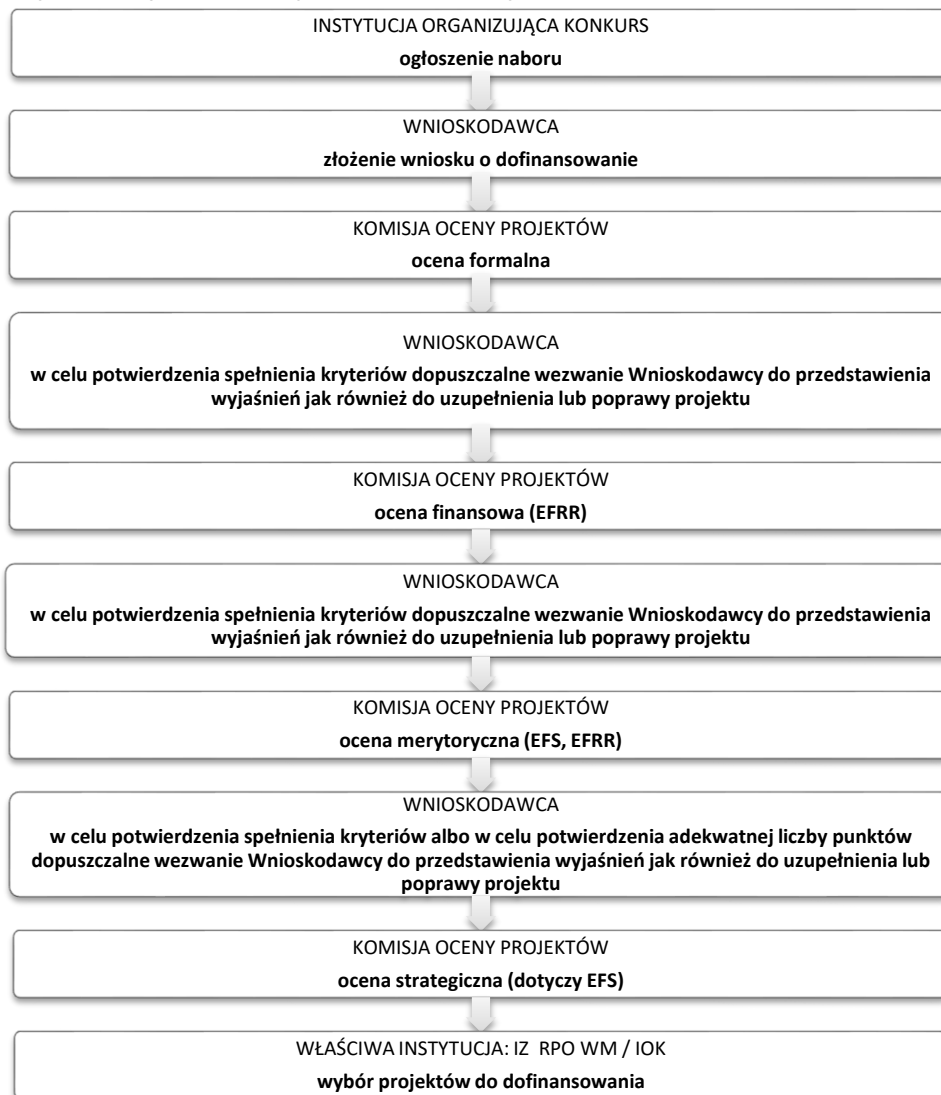 INSTYTUCJA ORGANIZUJĄCA KONKURS
ogłoszenie naboru
WNIOSKODAWCA
złożenie wniosku o dofinansowanie
KOMISJA OCENY PROJEKTÓW
ocena formalna
WNIOSKODAWCA
w celu potwierdzenia spełnienia kryteriów dopuszczalne wezwanie Wnioskodawcy do przedstawienia
wyjaśnień jak również do uzupełnienia lub poprawy projektu
KOMISJA OCENY PROJEKTÓW
ocena finansowa (EFRR)
WNIOSKODAWCA
w celu potwierdzenia spełnienia kryteriów dopuszczalne wezwanie Wnioskodawcy do przedstawienia
wyjaśnień jak również do uzupełnienia lub poprawy projektu
KOMISJA OCENY PROJEKTÓW
ocena merytoryczna (EFS, EFRR)
WNIOSKODAWCA
w celu potwierdzenia spełnienia kryteriów albo w celu potwierdzenia adekwatnej liczby punktów
dopuszczalne wezwanie Wnioskodawcy do przedstawienia wyjaśnień jak również do uzupełnienia lub
poprawy projektu
KOMISJA OCENY PROJEKTÓW
ocena strategiczna (dotyczy EFS)
WŁAŚCIWA INSTYTUCJA: IZ RPO WM / IOK
wybór projektów do dofinansowania